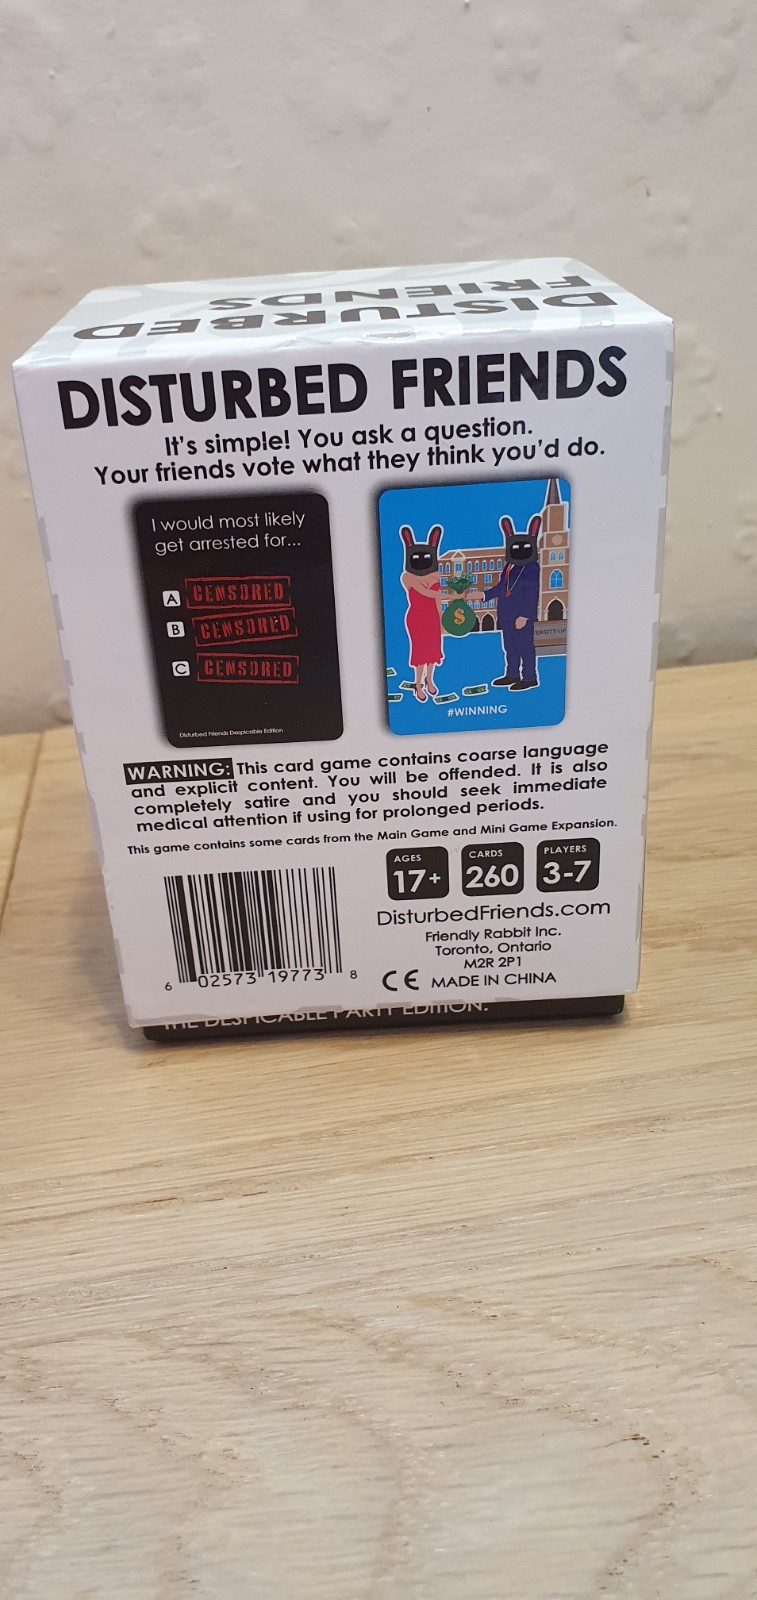 DISTURBED
FRIENDS
DISTURBED FRIENDS
It's simple! You ask a question.
Your friends vote what they think you'd do.
I would most likely
get arrested for...
A CENSORED
B CENSORED
C CENSORED
Disturbed Friends Despicable Edition
ERSITY OF
#WINNING
WARNING: This card game contains coarse language
and explicit content. You will be offended. It is also
completely satire and you should seek immediate
medical attention if using for prolonged periods.
This game contains some cards from the Main Game and Mini Game Expansion.
AGES
17+
CARDS
260
PLAYERS
3-7
DisturbedFriends.com
Friendly Rabbit Inc.
Toronto, Ontario
M2R 2P1
CE MADE IN CHINA
6 02573 19773 8
THE DESPICABLE PARTY EDITION.